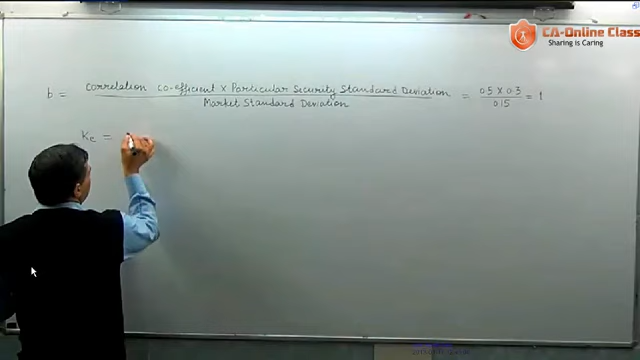 CA-Online Class
Sharing is Caring
b = Correlation Co-efficient X Particular Security Standard Deviation = 0.5 X 0.3 = 1
Market Standard Deviation 0.15
Ke =